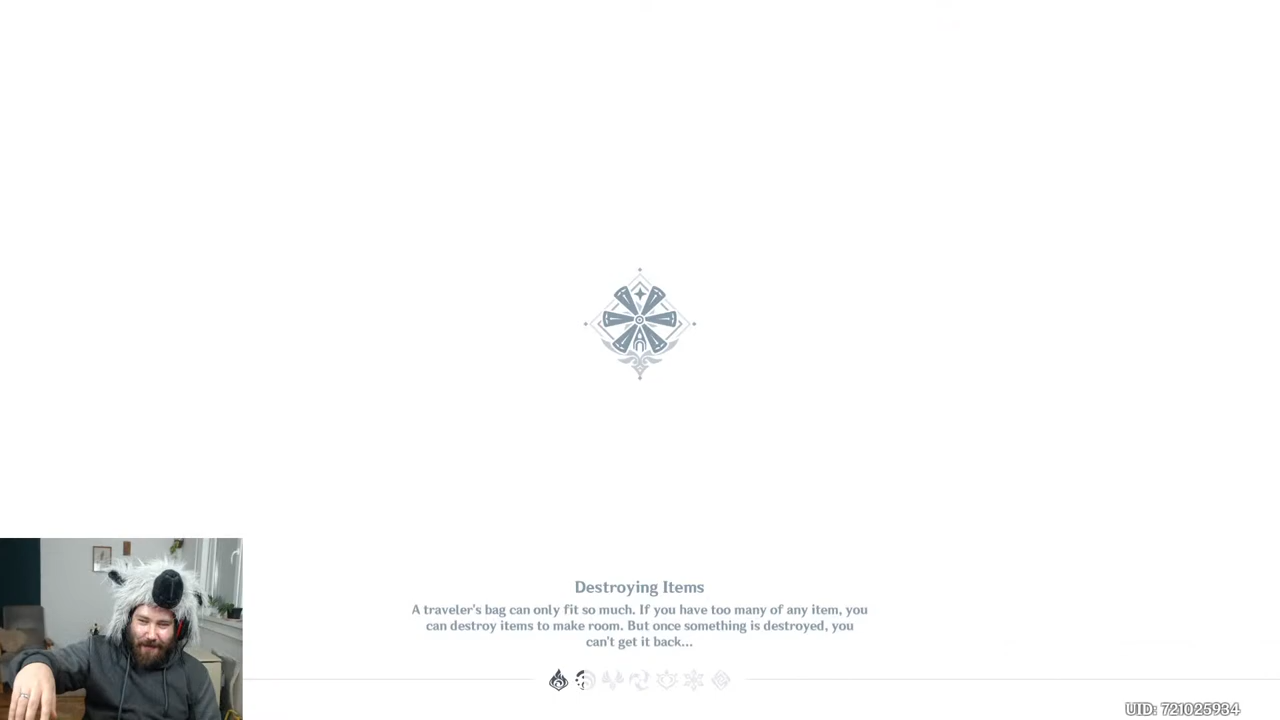 Destroying Items
A traveler's bag can only fit so much. If you have too many of any item, you
can destroy items to make room. But once something is destroyed, you
can't get it back...
UID: 721025934